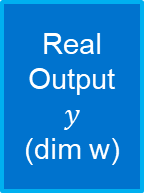 Real
Output
𝑦
(dim w)